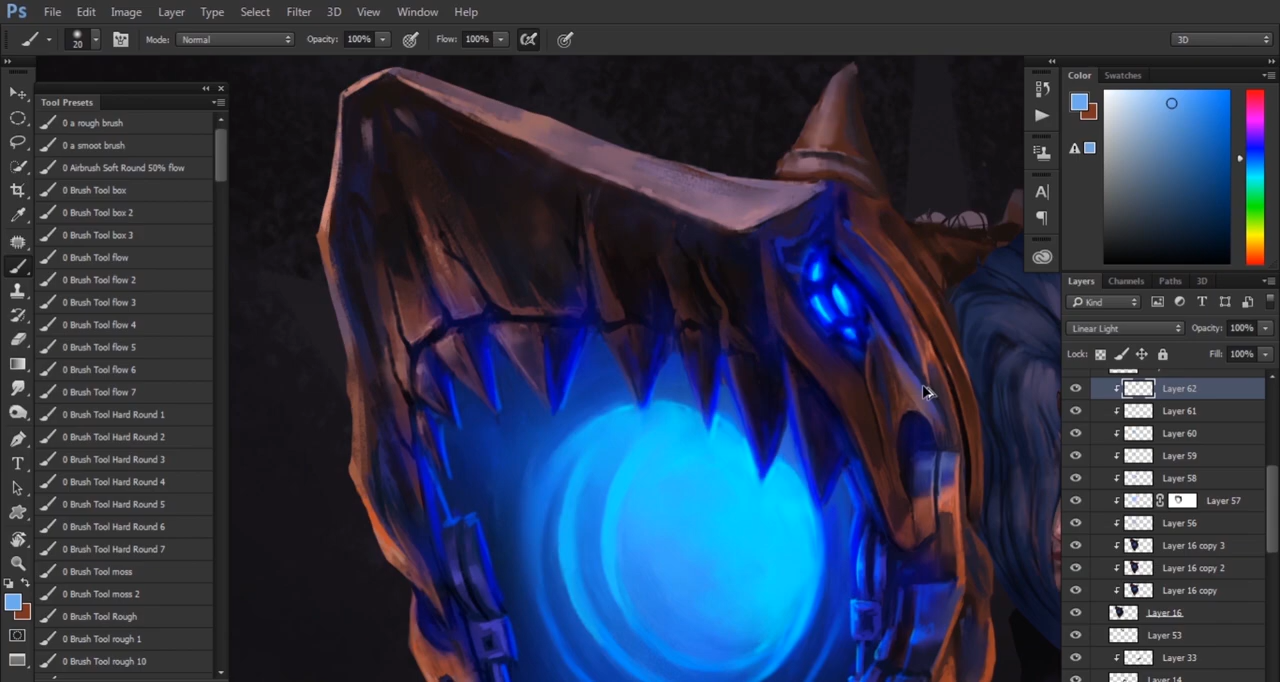 Ps File Edit Image Layer Type Select Filter 3D View Window Help
20 Mode: Normal Opacity: 100% Flow: 100% 3D
Tool Presets
0 a rough brush
0 a smoot brush
0 Airbrush Soft Round 50% flow
0 Brush Tool box
0 Brush Tool box 2
0 Brush Tool box 3
0 Brush Tool flow
0 Brush Tool flow 2
0 Brush Tool flow 3
0 Brush Tool flow 4
0 Brush Tool flow 5
0 Brush Tool flow 6
0 Brush Tool flow 7
0 Brush Tool Hard Round 1
0 Brush Tool Hard Round 2
0 Brush Tool Hard Round 3
0 Brush Tool Hard Round 4
0 Brush Tool Hard Round 5
0 Brush Tool Hard Round 6
0 Brush Tool Hard Round 7
0 Brush Tool moss
0 Brush Tool moss 2
0 Brush Tool Rough
0 Brush Tool rough 1
0 Brush Tool rough 10
Color Swatches
Layers Channels Paths 3D
Kind
Linear Light Opacity: 100%
Lock: Fill: 100%
Layer 62
Layer 61
Layer 60
Layer 59
Layer 58
Layer 57
Layer 56
Layer 16 copy 3
Layer 16 copy 2
Layer 16 copy
Layer 16
Layer 53
Layer 33
Layer 14